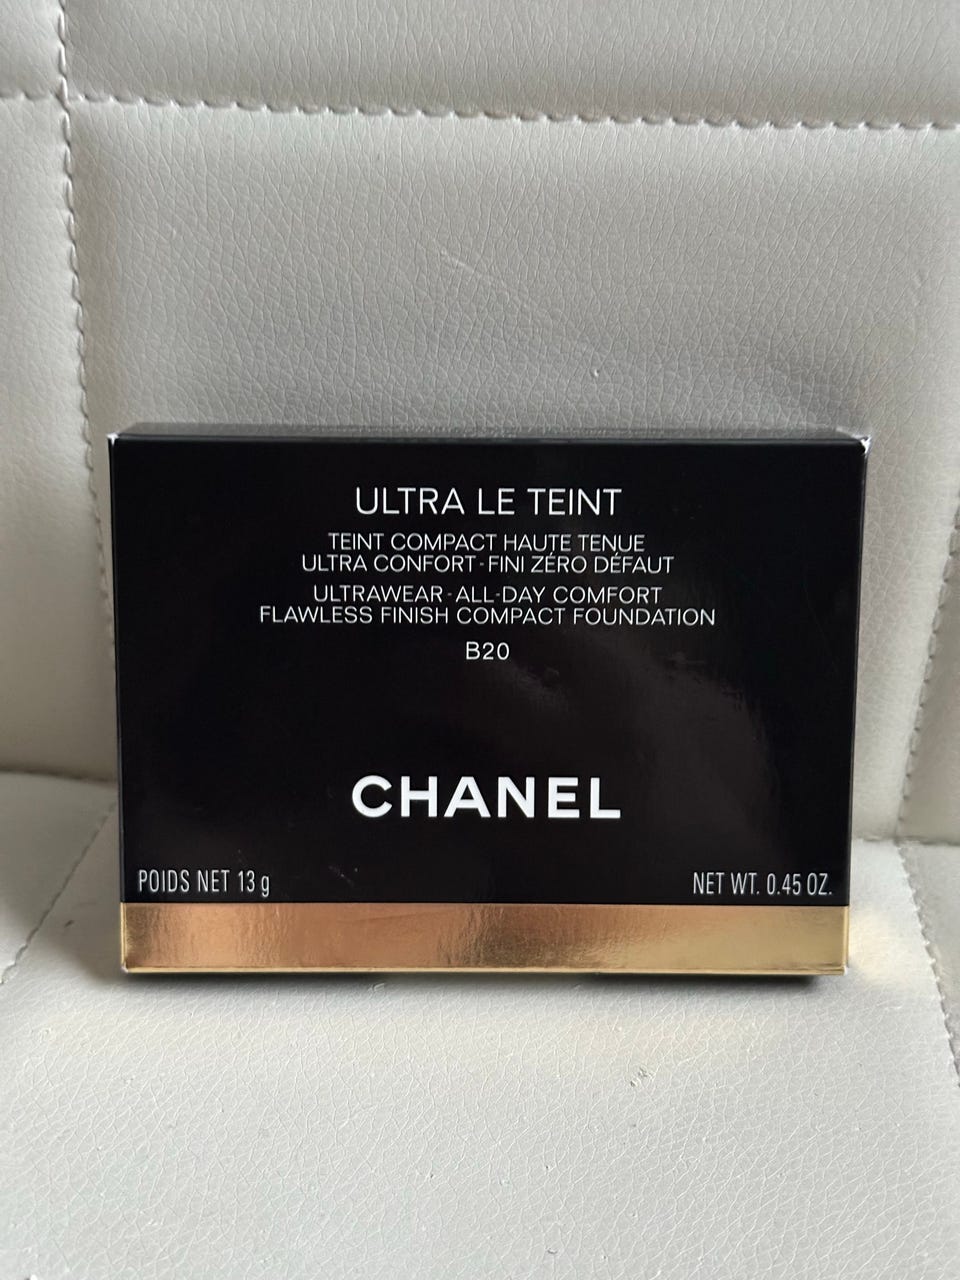 ULTRA LE TEINT
TEINT COMPACT HAUTE TENUE
ULTRA CONFORT-FINI ZÉRO DÉFAUT
ULTRAWEAR-ALL-DAY COMFORT
FLAWLESS FINISH COMPACT FOUNDATION
B20
CHANEL
POIDS NET 13 g
NET WT. 0.45 OZ.